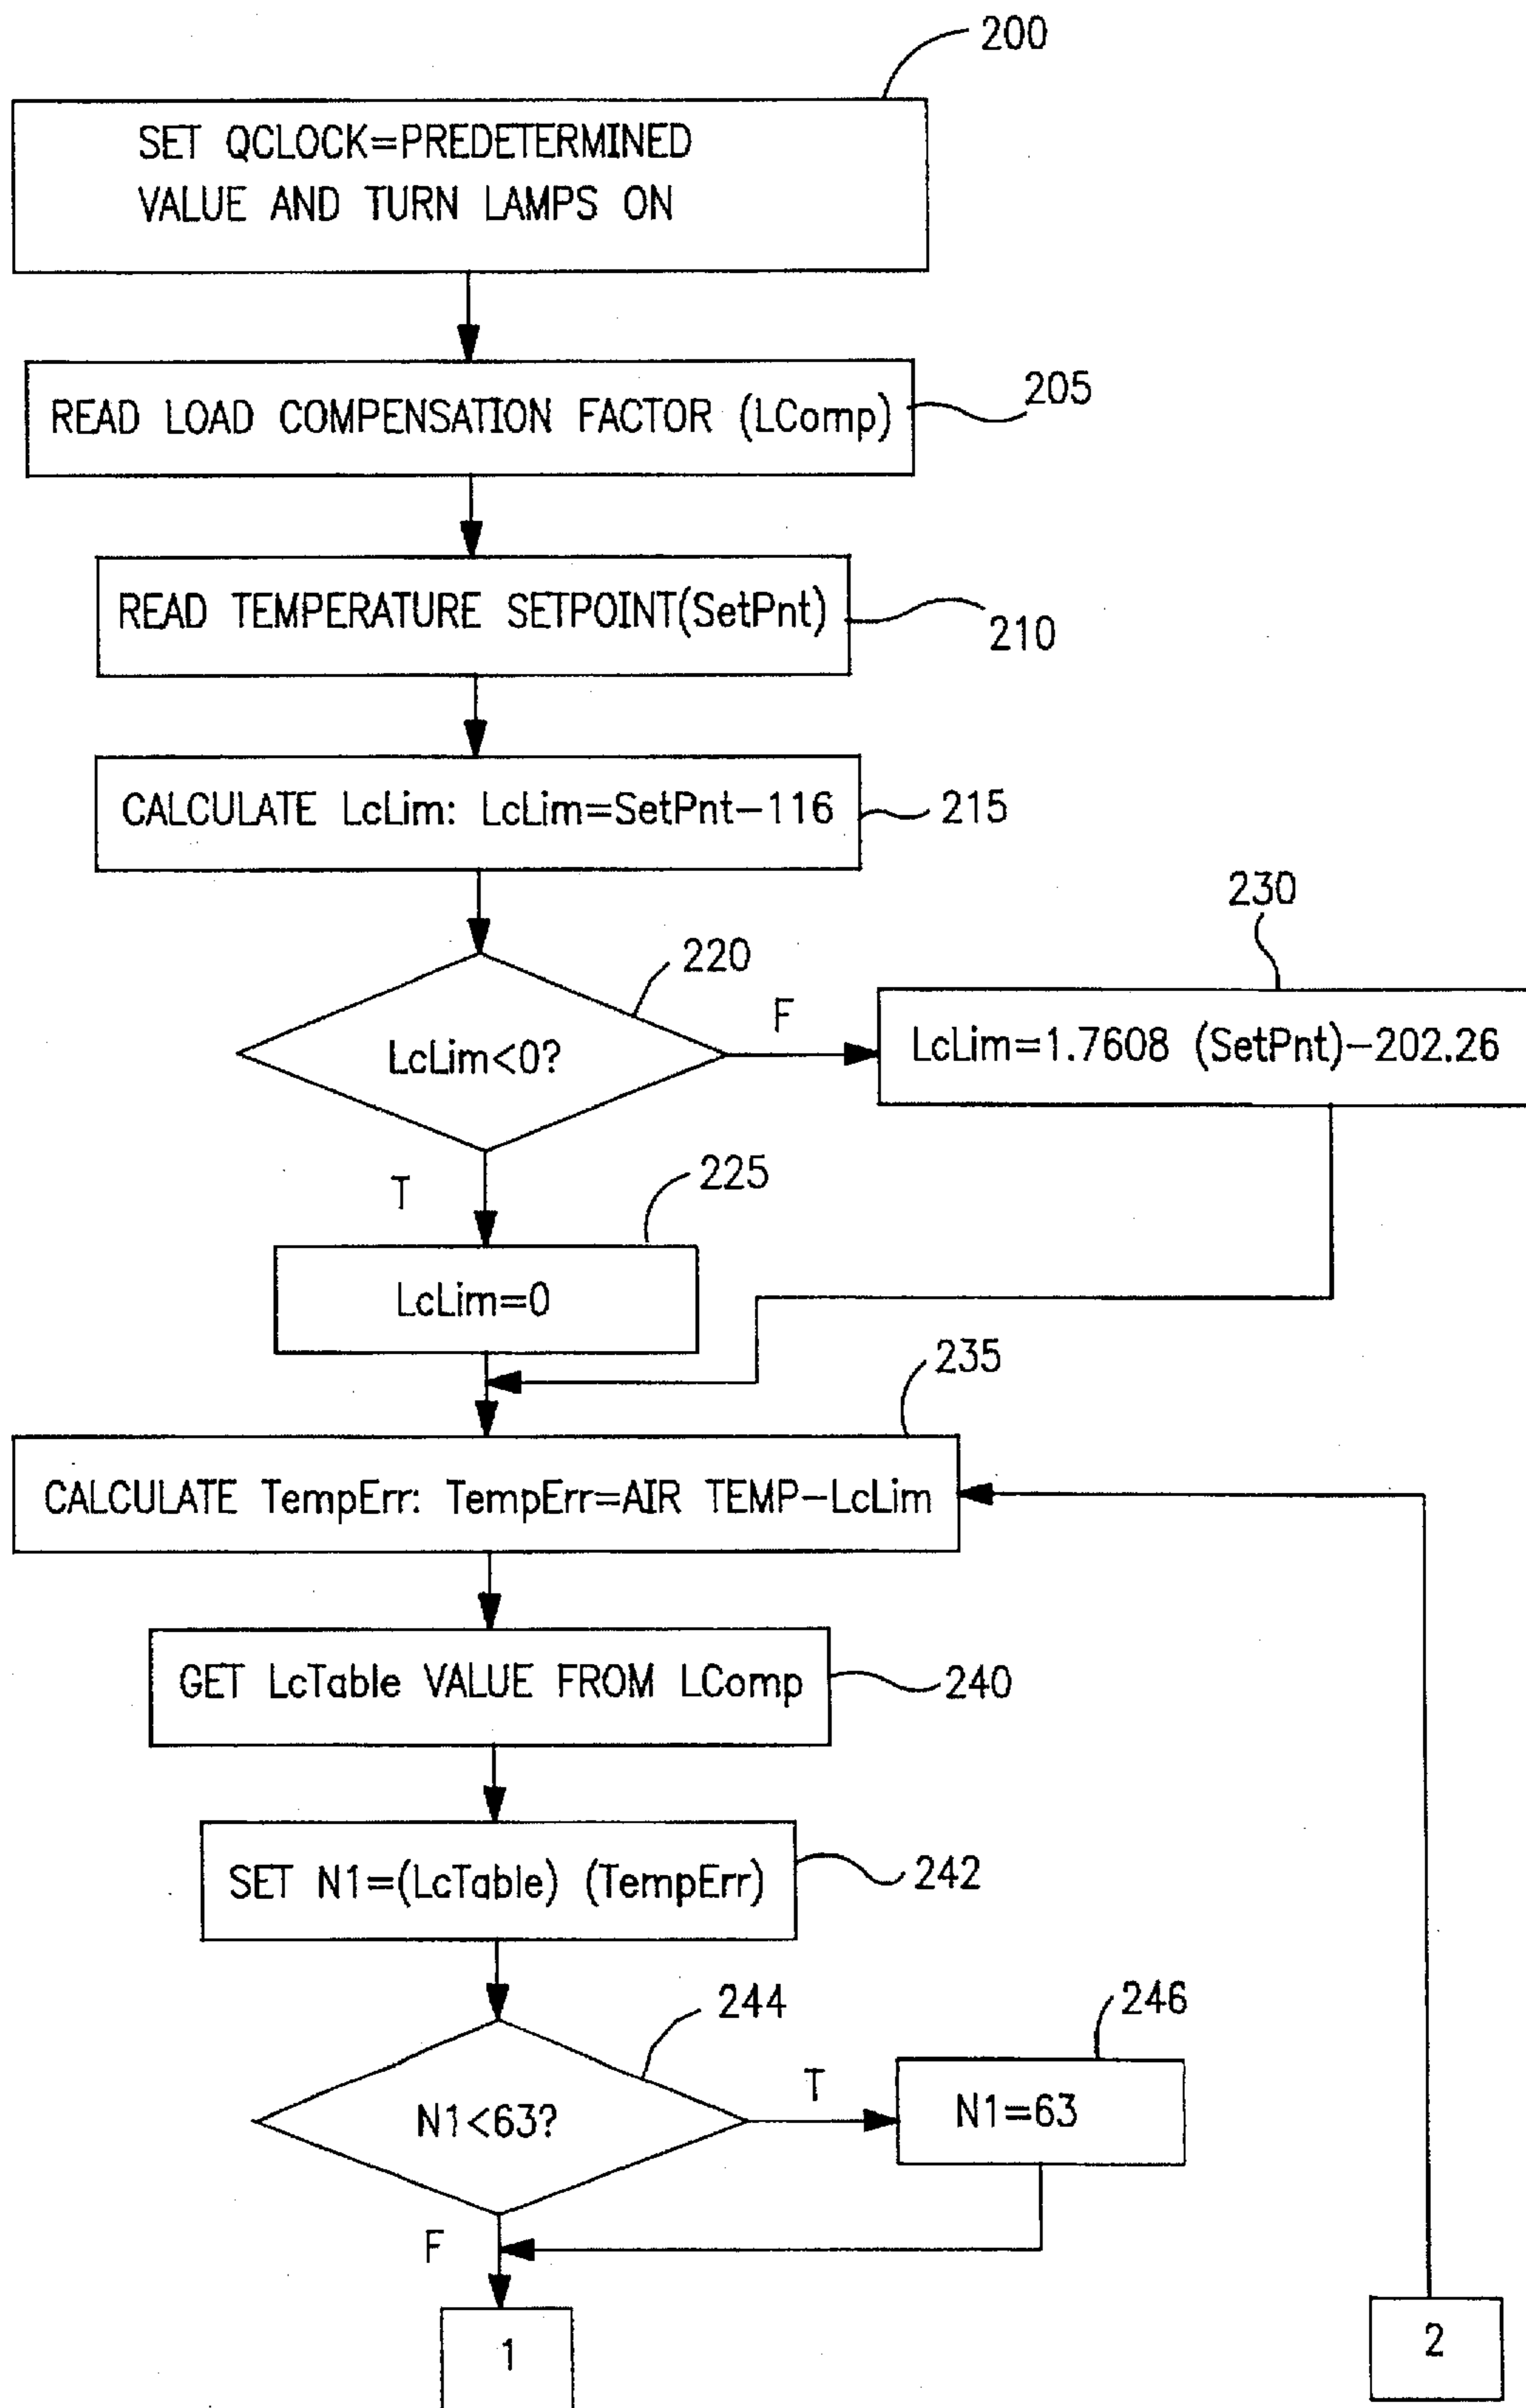 200
SET QCLOCK=PREDETERMINED
VALUE AND TURN LAMPS ON
READ LOAD COMPENSATION FACTOR (LComp)
205
READ TEMPERATURE SETPOINT(SetPnt)
210
CALCULATE LcLim: LcLim=SetPnt-116
215
230
220
LcLim<0?
F
LcLim=1.7608 (SetPnt)-202.26
T
225
LcLim=0
235
CALCULATE TempErr: TempErr=AIR TEMP-LcLim
GET LcTable VALUE FROM LComp
240
SET N1=(LcTable) (TempErr)
242
244
246
N1<63?
T
N1=63
F
1
2